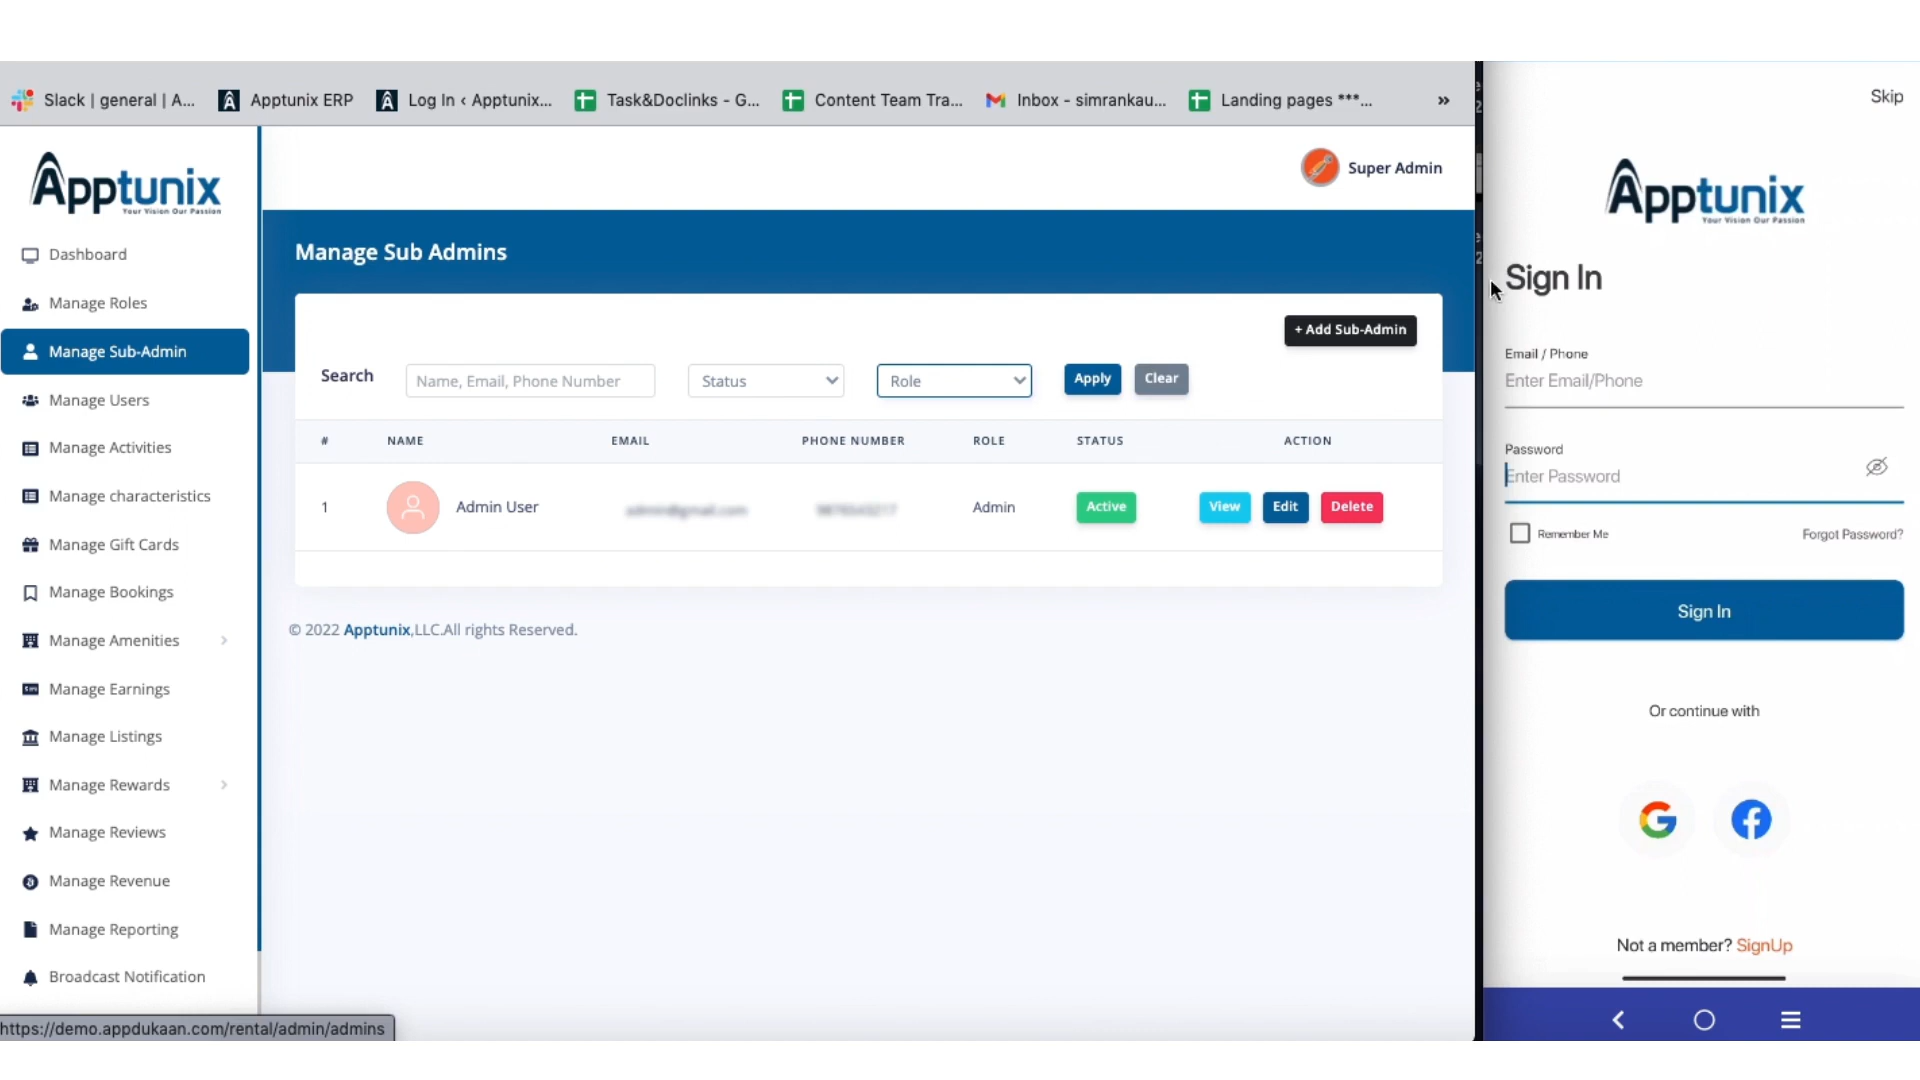 Slack | general | A...
Apptunix ERP
Log In ‹ Apptunix...
Task&Doclinks - G...
Content Team Tra...
Inbox - simrankau...
Landing pages ***...
»
Apptunix
Your Vision Our Passion
Super Admin
Dashboard
Manage Roles
Manage Sub-Admin
Manage Users
Manage Activities
Manage characteristics
Manage Gift Cards
Manage Bookings
Manage Amenities
Manage Earnings
Manage Listings
Manage Rewards
Manage Reviews
Manage Revenue
Manage Reporting
Broadcast Notification
https://demo.appdukaan.com/rental/admin/admins
Manage Sub Admins
+ Add Sub-Admin
Search
Name, Email, Phone Number
Status
Role
Apply
Clear
# NAME EMAIL PHONE NUMBER ROLE STATUS ACTION
1 Admin User Admin Active View Edit Delete
© 2022 Apptunix,LLC.All rights Reserved.
Skip
Apptunix
Your Vision Our Passion
Sign In
Email / Phone
Enter Email/Phone
Password
Enter Password
Remember Me
Forgot Password?
Sign In
Or continue with
Not a member? SignUp